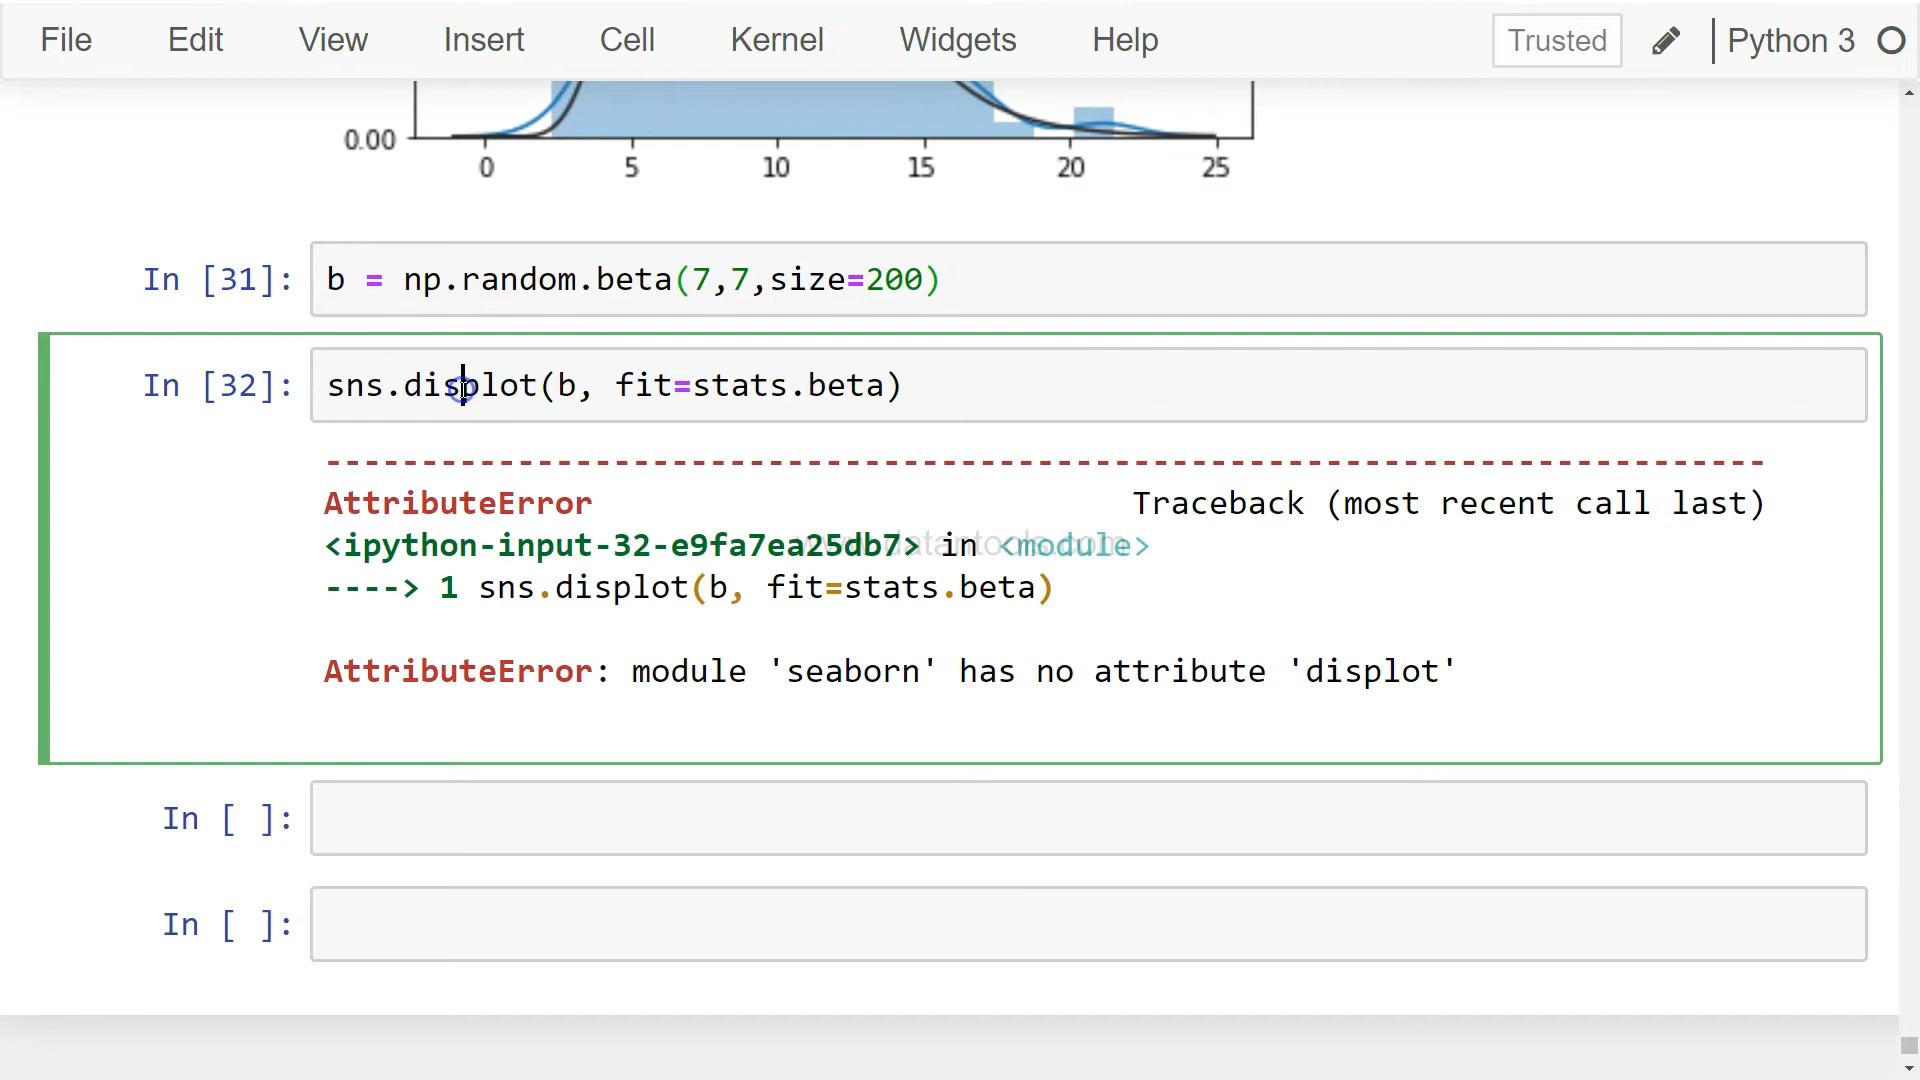 File Edit View Insert Cell Kernel Widgets Help Trusted Python 3
0.00
0 5 10 15 20 25
In [31]: b = np.random.beta(7,7,size=200)
In [32]: sns.displot(b, fit=stats.beta)
---------------------------------------------------------------------------
AttributeError Traceback (most recent call last)
<ipython-input-32-e9fa7ea25db7> in <module>
www.datantools.com
----> 1 sns.displot(b, fit=stats.beta)
AttributeError: module 'seaborn' has no attribute 'displot'
In [ ]:
In [ ]: